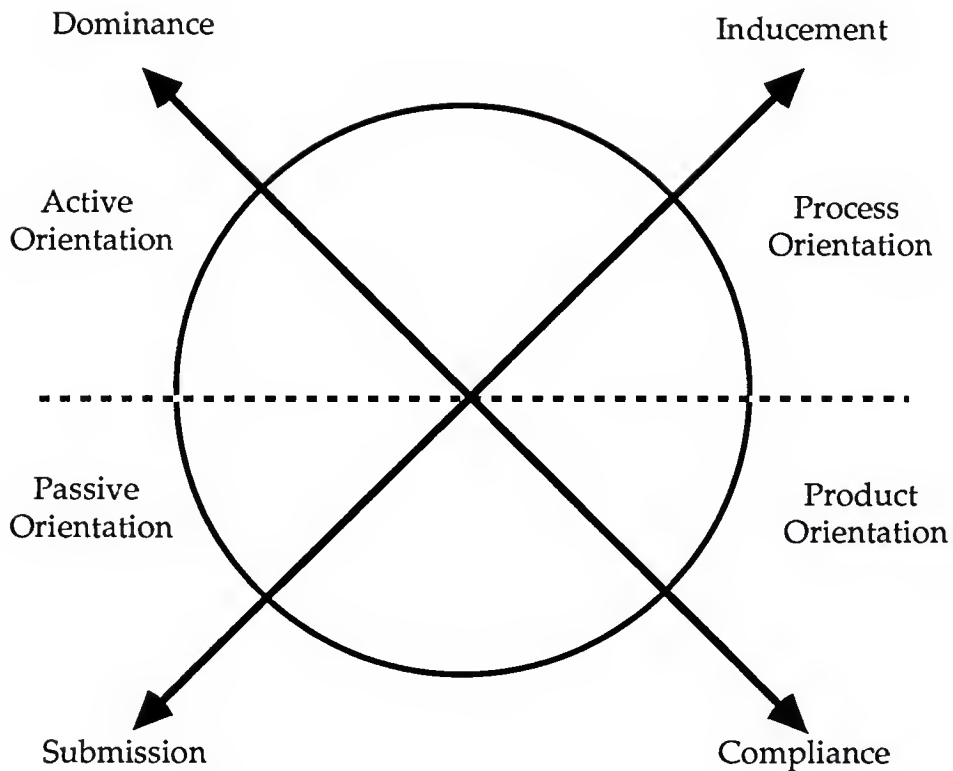 Dominance
Inducement
Active
Orientation
Process
Orientation
Passive
Orientation
Product
Orientation
Submission
Compliance